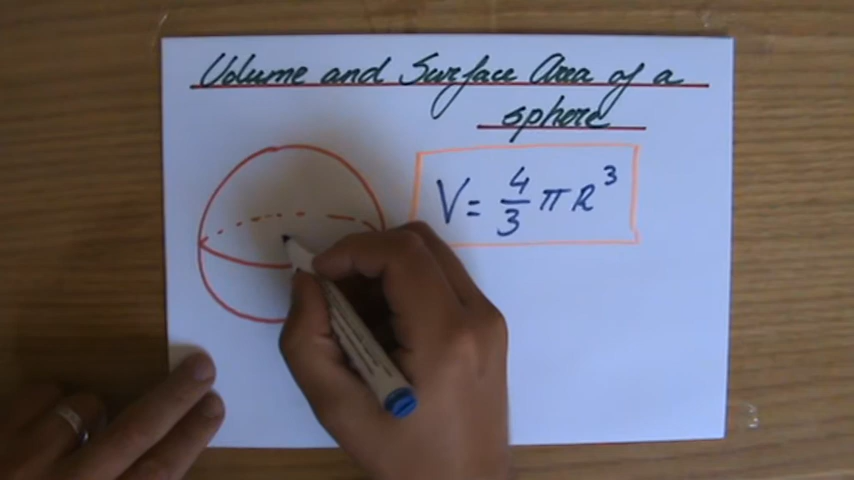 Volume and Surface Area of a
sphere
V = 4/3 π R³